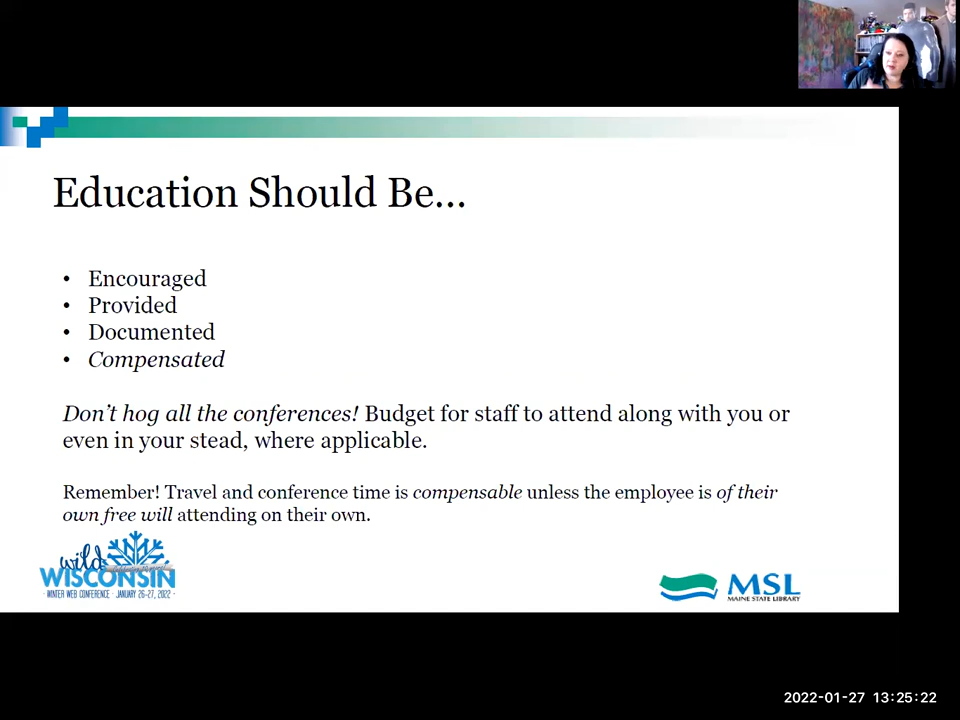 Education Should Be...
• Encouraged
• Provided
• Documented
• Compensated
Don't hog all the conferences! Budget for staff to attend along with you or
even in your stead, where applicable.
Remember! Travel and conference time is compensable unless the employee is of their
own free will attending on their own.
wild
WISCONSIN
· WINTER WEB CONFERENCE · JANUARY 26-27, 2022 ·
MSL
MAINE STATE LIBRARY
2022-01-27 13:25:22